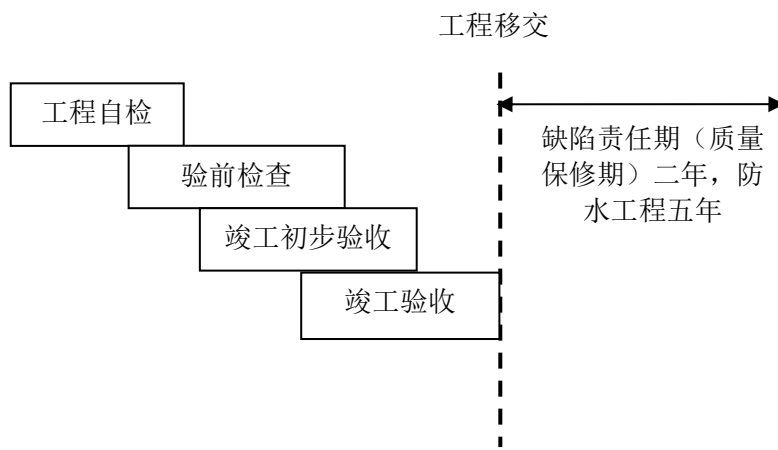 工程移交
工程自检
缺陷责任期（质量
保修期）二年，防
水工程五年
验前检查
竣工初步验收
竣工验收